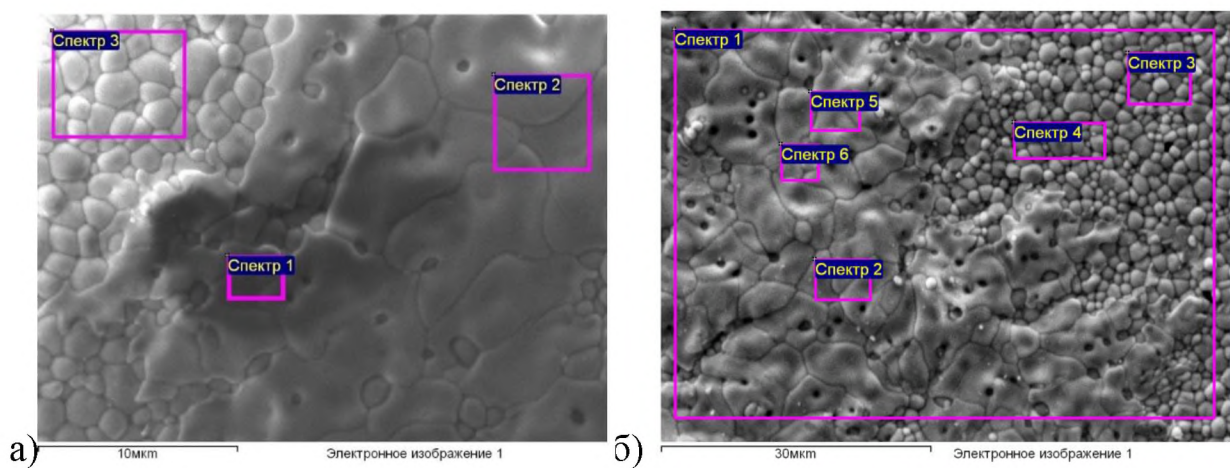 Спектр 3
Спектр 2
Спектр 1
а)
10мкm
Электронное изображение 1
Спектр 1
Спектр 3
Спектр 5
Спектр 4
Спектр 6
Спектр 2
б)
30мкm
Электронное изображение 1